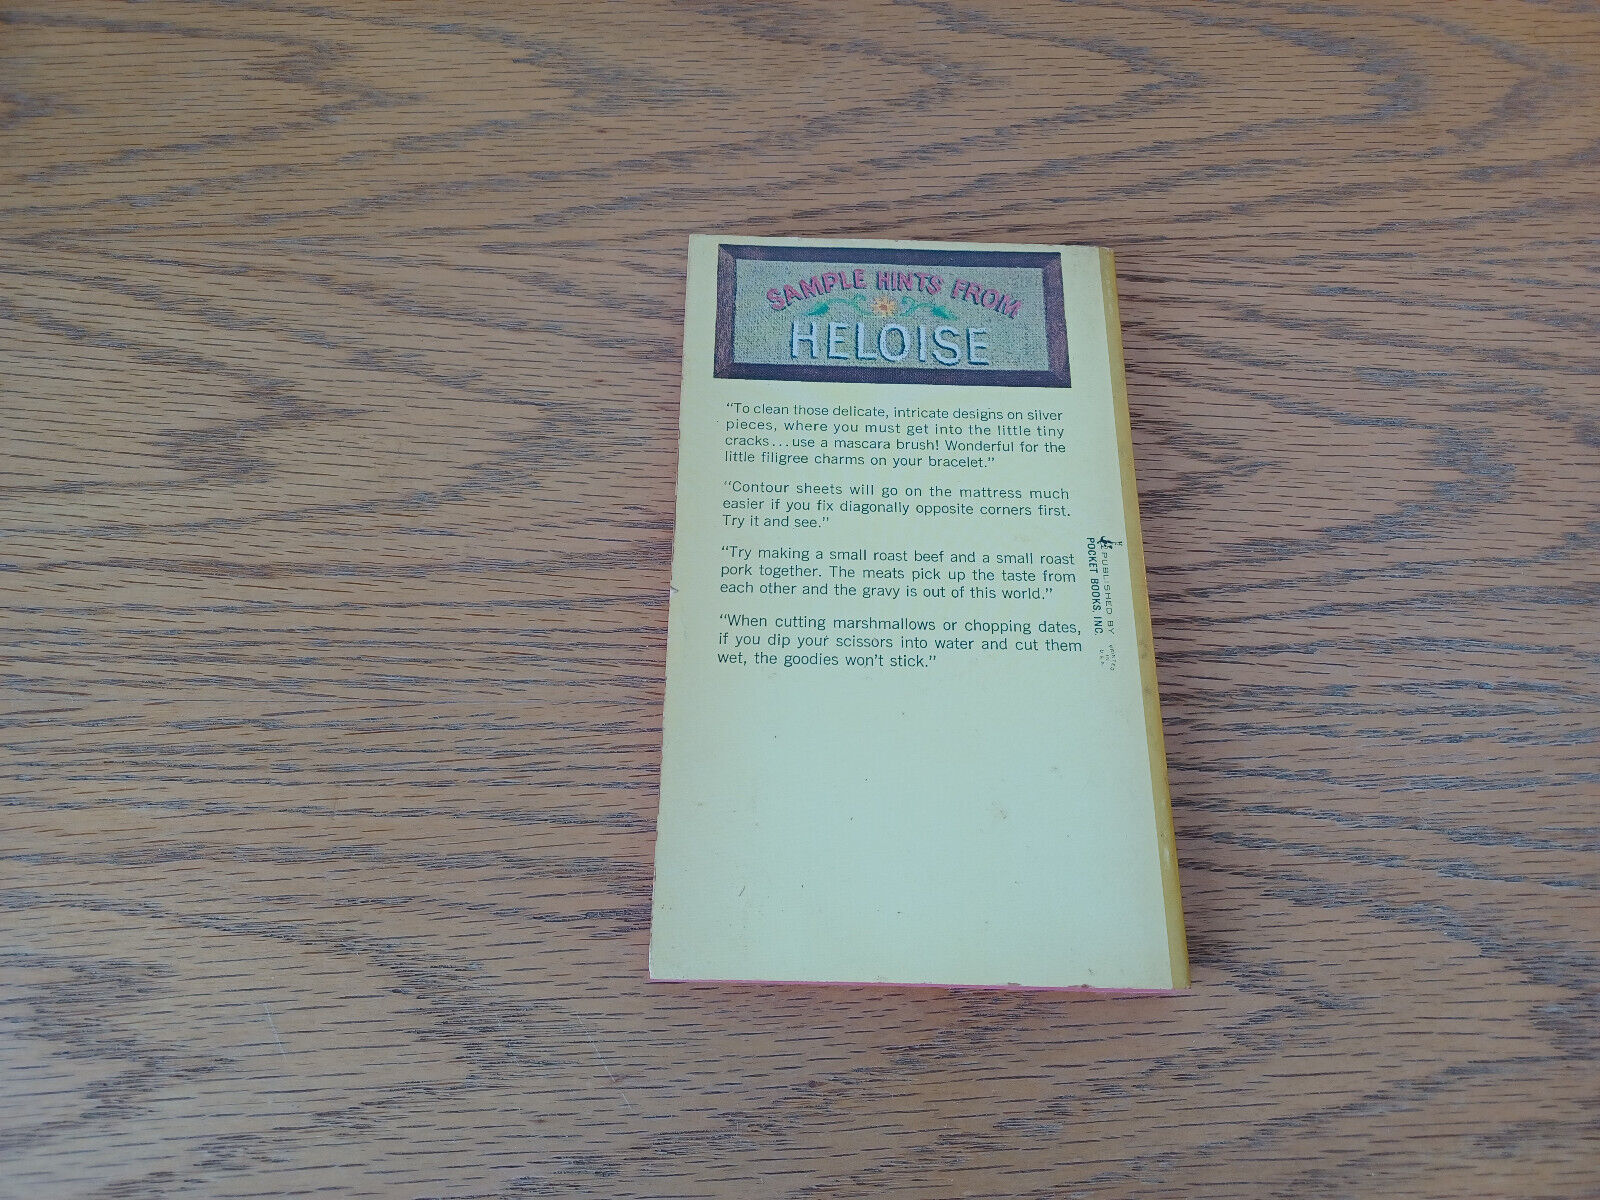 SAMPLE HINTS FROM
HELOISE
"To clean those delicate, intricate designs on silver
pieces, where you must get into the little tiny
cracks...use a mascara brush! Wonderful for the
little filigree charms on your bracelet."
"Contour sheets will go on the mattress much
easier if you fix diagonally opposite corners first.
Try it and see."
"Try making a small roast beef and a small roast
pork together. The meats pick up the taste from
each other and the gravy is out of this world."
"When cutting marshmallows or chopping dates,
if you dip your scissors into water and cut them
wet, the goodies won't stick."
PUBLISHED BY
POCKET BOOKS, INC.
PRINTED
IN
U.S.A.